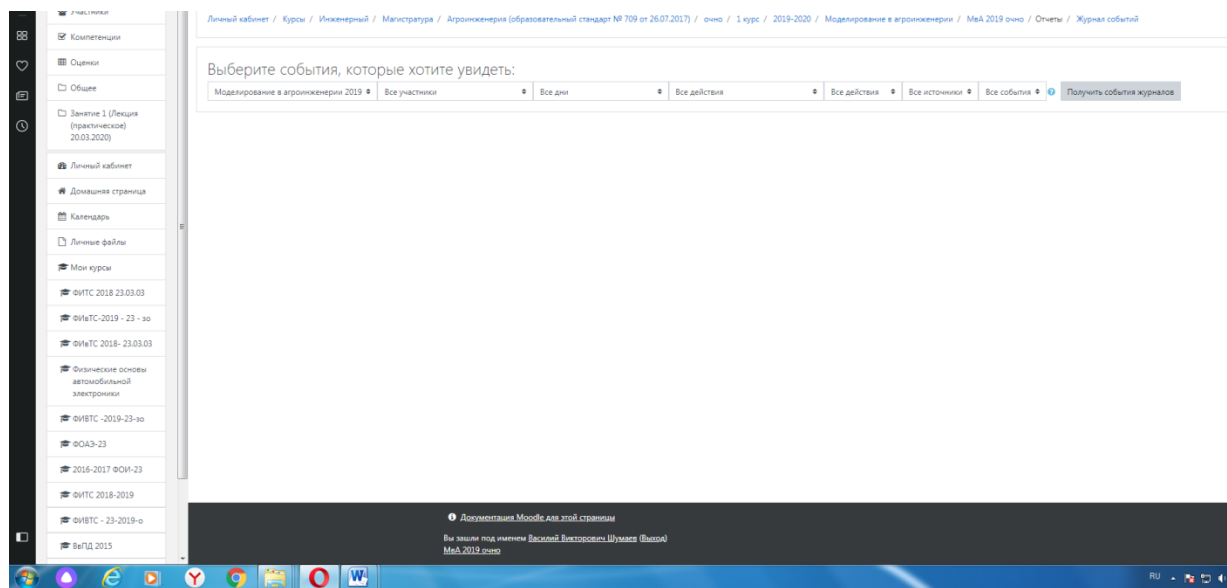 Участники
Личный кабинет / Курсы / Инженерный / Магистратура / Агроинженерия (образовательный стандарт № 709 от 26.07.2017) / очно / 1 курс / 2019-2020 / Моделирование в агроинженерии / МвА 2019 очно / Отчеты / Журнал событий
Компетенции
Оценки
Общее
Занятие 1 (Лекция
(практическое)
20.03.2020)
Выберите события, которые хотите увидеть:
Моделирование в агроинженерии 2019 Все участники Все дни Все действия Все действия Все источники Все события Получить события журналов
Личный кабинет
Домашняя страница
Календарь
Личные файлы
Мои курсы
ФИТС 2018 23.03.03
ФИвТС-2019 - 23 - зо
ФИвТС 2018- 23.03.03
Физические основы
автомобильной
электроники
ФИВТС -2019-23-зо
ФОАЭ-23
2016-2017 ФОИ-23
ФИТС 2018-2019
ФИВТС - 23-2019-о
ВвПД 2015
Документация Moodle для этой страницы
Вы зашли под именем Василий Викторович Шумаев (Выход)
МвА 2019 очно
RU